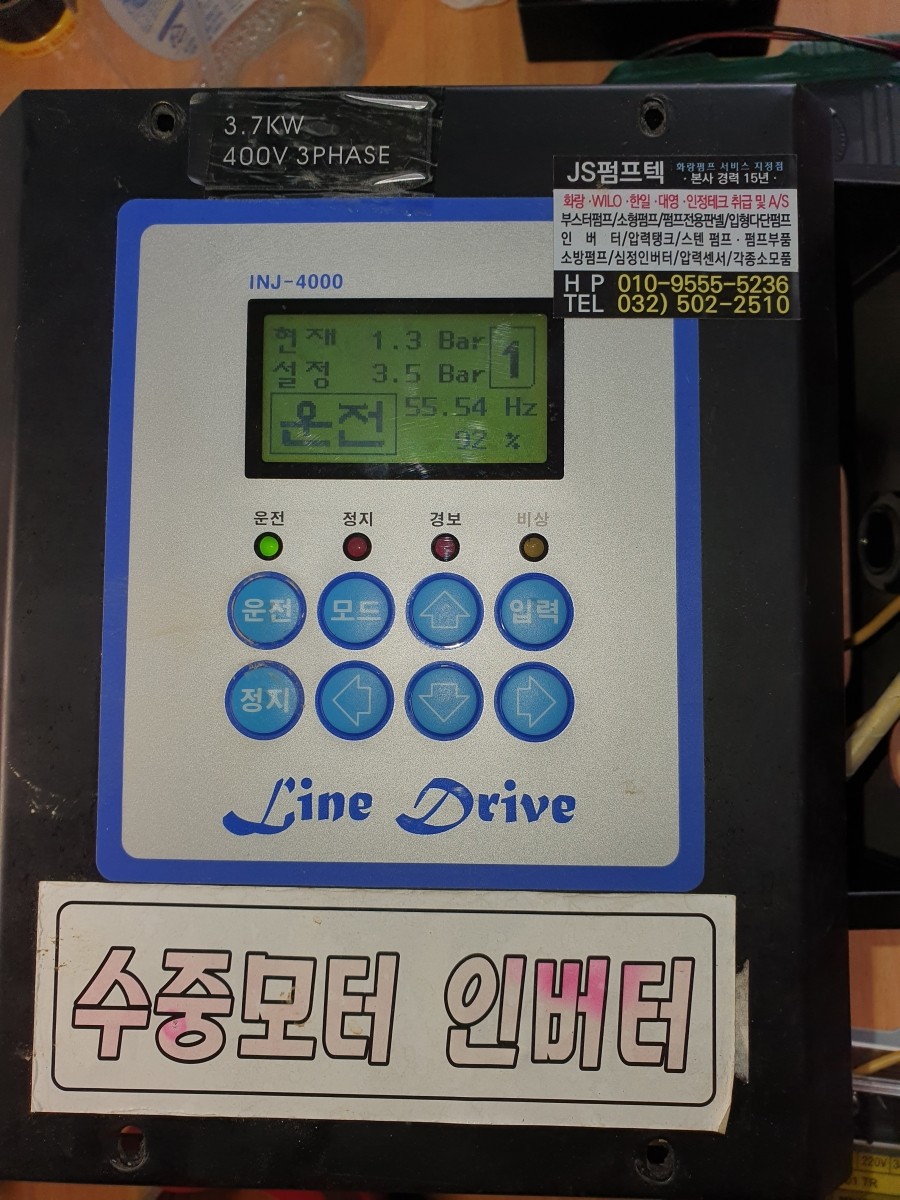 3.7KW
400V 3PHASE
JS펌프텍 화랑펌프 서비스 지정점
· 본사 경력 15년 ·
화랑 ·WILO ·한일 ·대영 ·인정테크 취급 및 A/S
부스터펌프/소형펌프/펌프전용판넬/입형다단펌프
인 버 터/압력탱크/스텐 펌프 · 펌프부품
소방펌프/심정인버터/압력센서/각종소모품
H P 010-9555-5236
TEL 032) 502-2510
INJ-4000
현재 1.3 Bar 1
설정 3.5 Bar
운전 55.54 Hz
92 %
운전 정지 경보 비상
운전 모드 입력
정지
Line Drive
수중모터 인버터
220V